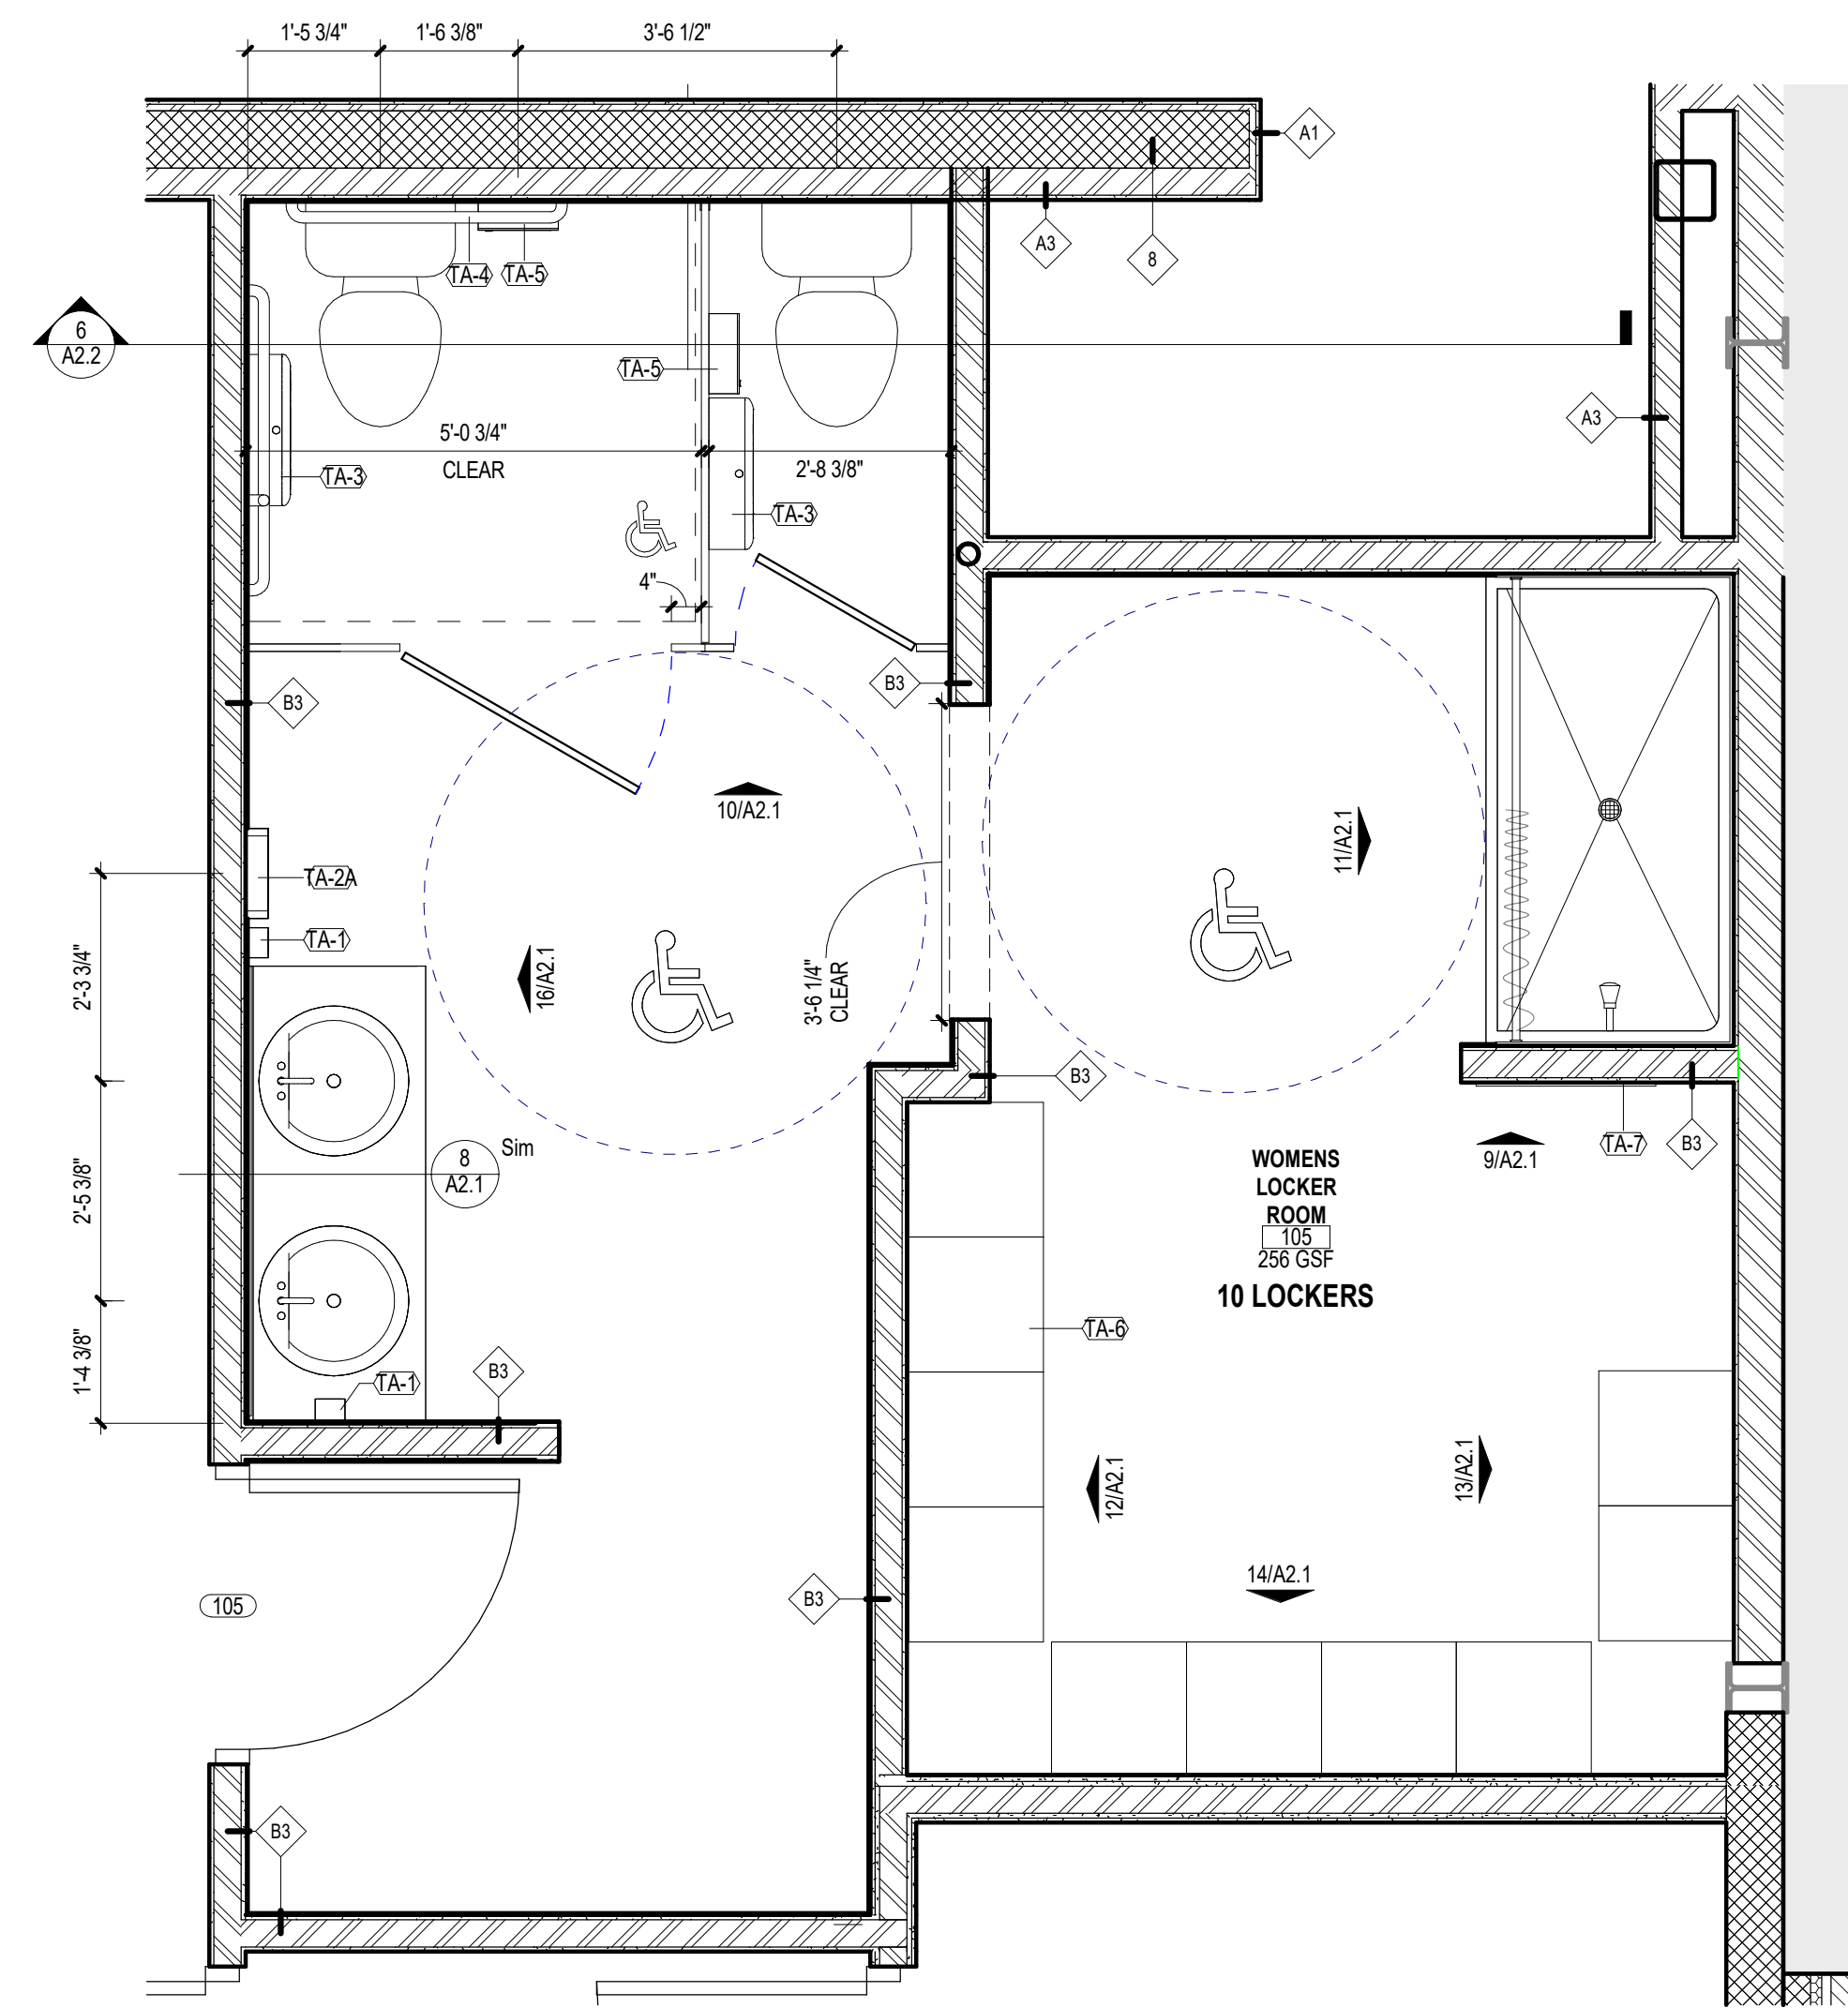 1'-5 3/4"
1'-6 3/8"
3'-6 1/2"
A1
A3
8
TA-4
TA-5
6
A2.2
TA-5
A3
5'-0 3/4"
CLEAR
2'-8 3/8"
TA-3
TA-3
4"
B3
B3
10/A2.1
11/A2.1
TA-2A
TA-1
2'-3 3/4"
16/A2.1
3'-6 1/4"
CLEAR
B3
8
A2.1
Sim
2'-5 3/8"
9/A2.1
TA-7
B3
WOMENS
LOCKER
ROOM
105
256 GSF
10 LOCKERS
TA-6
1'-4 3/8"
TA-1
B3
12/A2.1
13/A2.1
14/A2.1
B3
105
B3